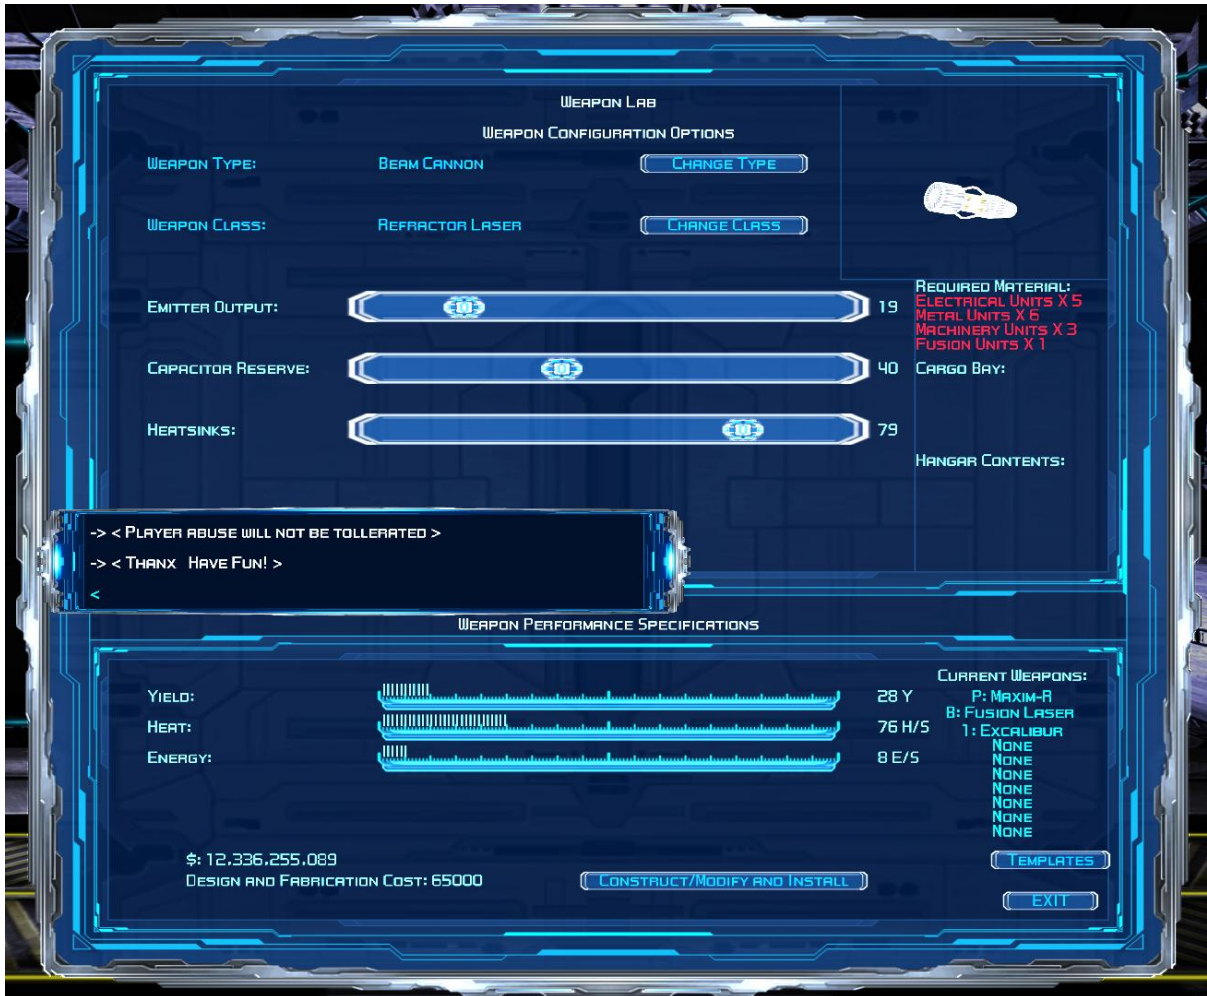 Weapon Lab
Weapon Configuration Options
Weapon Type: Beam Cannon Change Type
Weapon Class: Refractor Laser Change Class
Emitter Output: 19
Capacitor Reserve: 40
Heatsinks: 79
Required Material:
Electrical Units X 5
Metal Units X 6
Machinery Units X 3
Fusion Units X 1
Cargo Bay:
Hangar Contents:
-> < Player abuse will not be tollerated >
-> < Thanx Have Fun! >
<
Weapon Performance Specifications
Yield: 28 Y
Heat: 76 H/S
Energy: 8 E/S
Current Weapons:
P: Maxim-R
B: Fusion Laser
1: Excalibur
None
None
None
None
None
None
None
$: 12,336,255,089
Design and Fabrication Cost: 65000
Construct/Modify and Install
Templates
EXIT